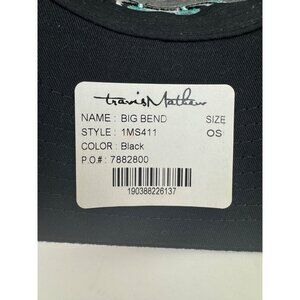 travisMathew
NAME : BIG BEND SIZE
STYLE : 1MS411 OS
COLOR : Black
P.O.# : 7882800
190388226137